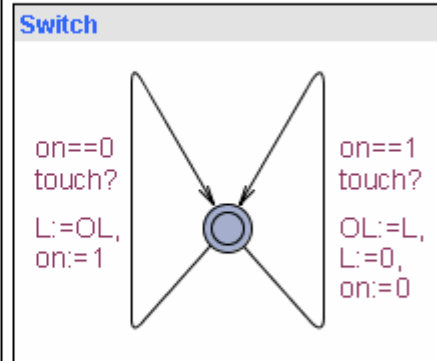 Switch
on==0
touch?
L:=OL,
on:=1
on==1
touch?
OL:=L,
L:=0,
on:=0